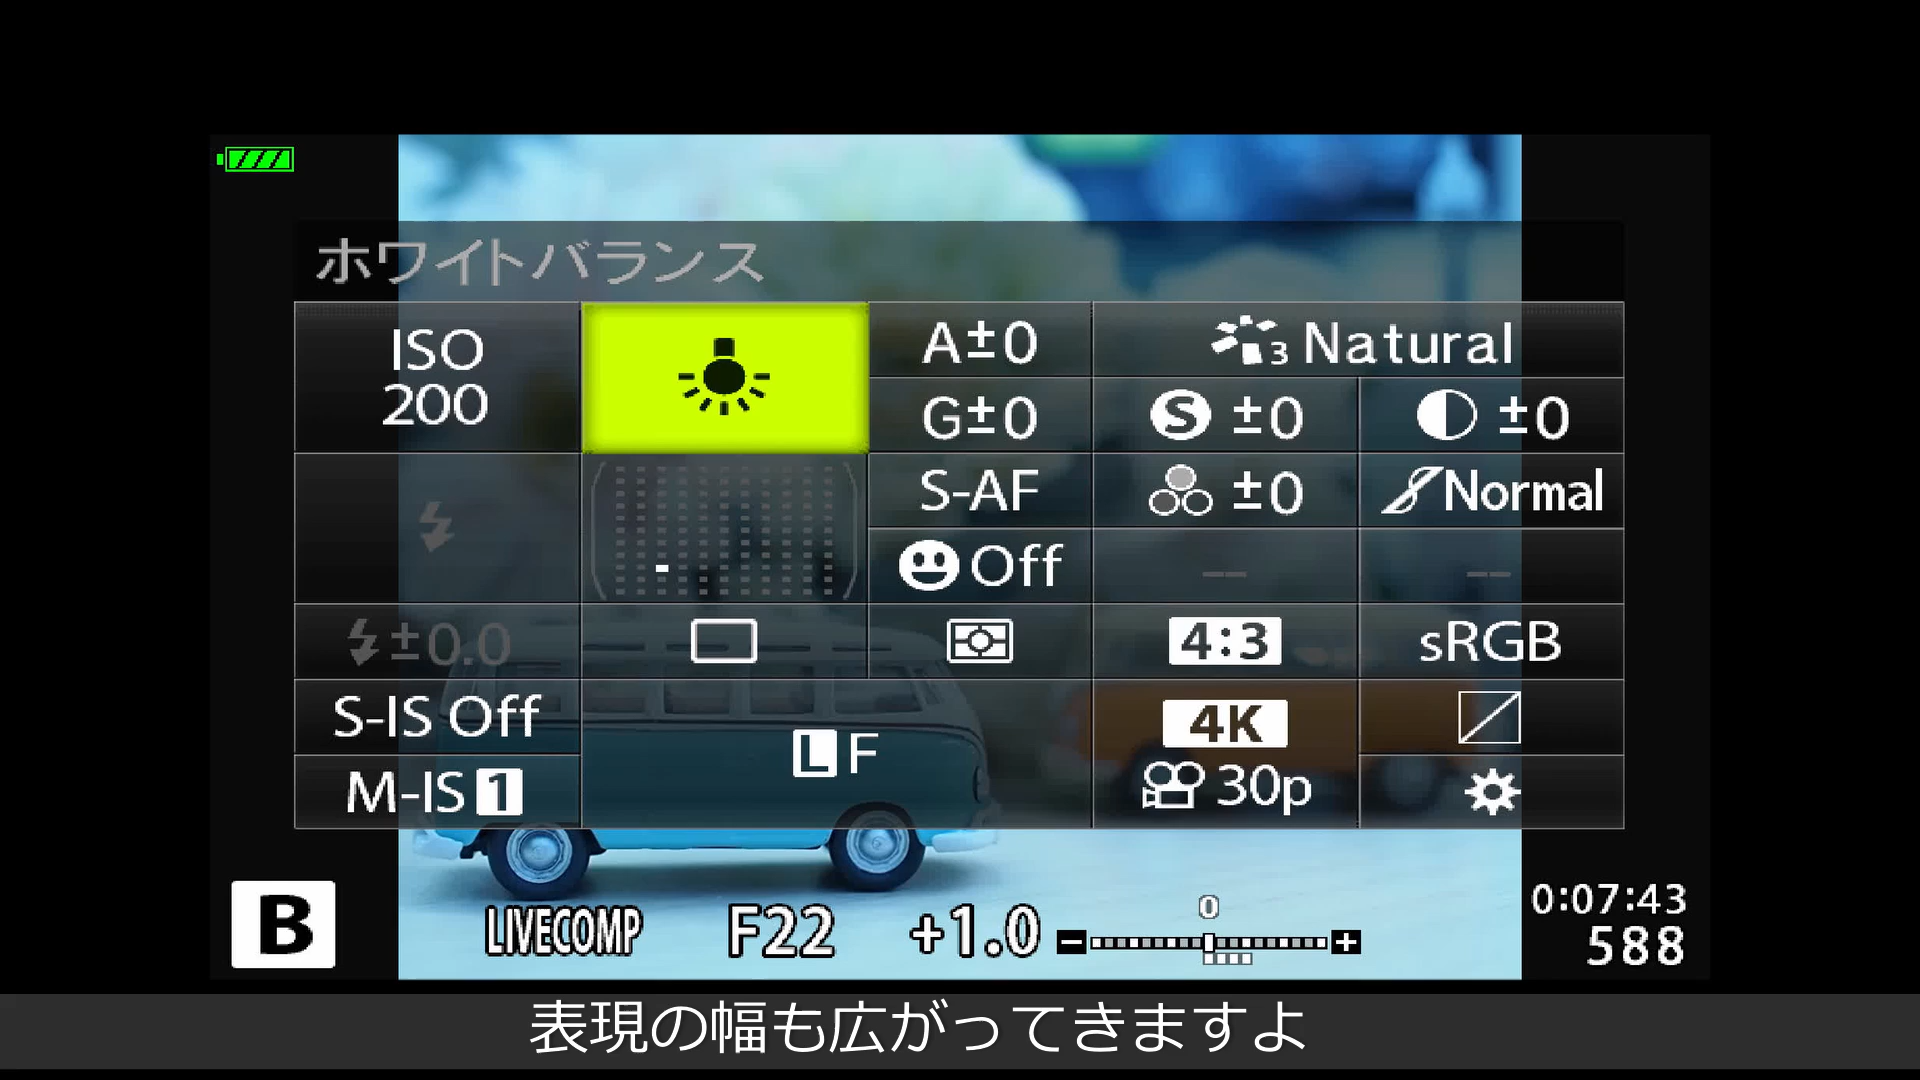 ホワイトバランス
ISO
200
A±0
G±0
3 Natural
S ±0
±0
S-AF
±0
Normal
Off
--
--
±0.0
4:3
sRGB
S-IS Off
M-IS 1
L F
4K
30p
B
LIVECOMP
F22
+1.0
0
- +
0:07:43
588
表現の幅も広がってきますよ